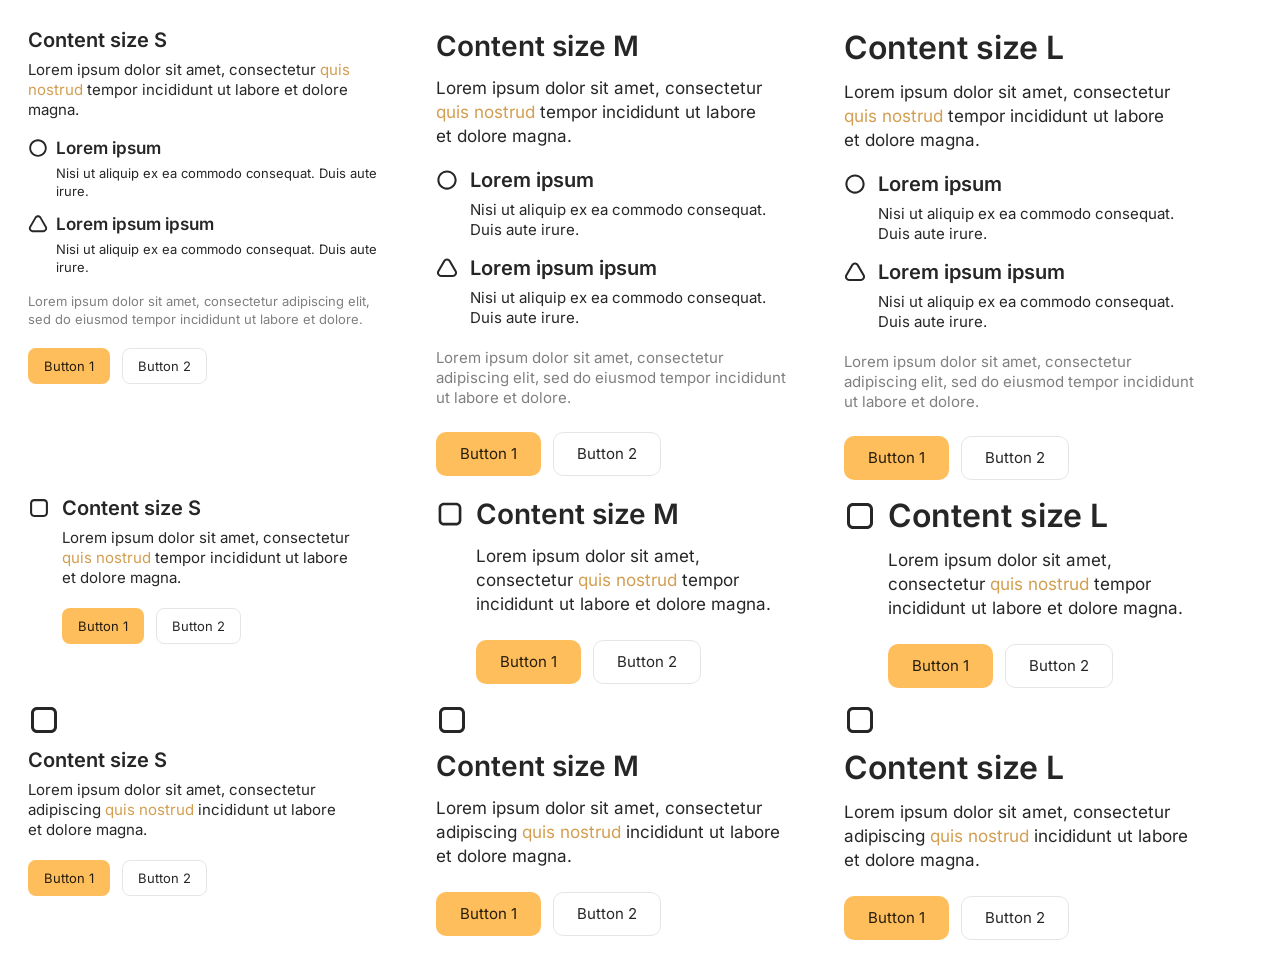 Content size S
Lorem ipsum dolor sit amet, consectetur quis
nostrud tempor incididunt ut labore et dolore
magna.
Lorem ipsum
Nisi ut aliquip ex ea commodo consequat. Duis aute
irure.
Lorem ipsum ipsum
Nisi ut aliquip ex ea commodo consequat. Duis aute
irure.
Lorem ipsum dolor sit amet, consectetur adipiscing elit,
sed do eiusmod tempor incididunt ut labore et dolore.
Button 1
Button 2
Content size M
Lorem ipsum dolor sit amet, consectetur
quis nostrud tempor incididunt ut labore
et dolore magna.
Lorem ipsum
Nisi ut aliquip ex ea commodo consequat.
Duis aute irure.
Lorem ipsum ipsum
Nisi ut aliquip ex ea commodo consequat.
Duis aute irure.
Lorem ipsum dolor sit amet, consectetur
adipiscing elit, sed do eiusmod tempor incididunt
ut labore et dolore.
Button 1
Button 2
Content size L
Lorem ipsum dolor sit amet, consectetur
quis nostrud tempor incididunt ut labore
et dolore magna.
Lorem ipsum
Nisi ut aliquip ex ea commodo consequat.
Duis aute irure.
Lorem ipsum ipsum
Nisi ut aliquip ex ea commodo consequat.
Duis aute irure.
Lorem ipsum dolor sit amet, consectetur
adipiscing elit, sed do eiusmod tempor incididunt
ut labore et dolore.
Button 1
Button 2
Content size S
Lorem ipsum dolor sit amet, consectetur
quis nostrud tempor incididunt ut labore
et dolore magna.
Button 1
Button 2
Content size M
Lorem ipsum dolor sit amet,
consectetur quis nostrud tempor
incididunt ut labore et dolore magna.
Button 1
Button 2
Content size L
Lorem ipsum dolor sit amet,
consectetur quis nostrud tempor
incididunt ut labore et dolore magna.
Button 1
Button 2
Content size S
Lorem ipsum dolor sit amet, consectetur
adipiscing quis nostrud incididunt ut labore
et dolore magna.
Button 1
Button 2
Content size M
Lorem ipsum dolor sit amet, consectetur
adipiscing quis nostrud incididunt ut labore
et dolore magna.
Button 1
Button 2
Content size L
Lorem ipsum dolor sit amet, consectetur
adipiscing quis nostrud incididunt ut labore
et dolore magna.
Button 1
Button 2